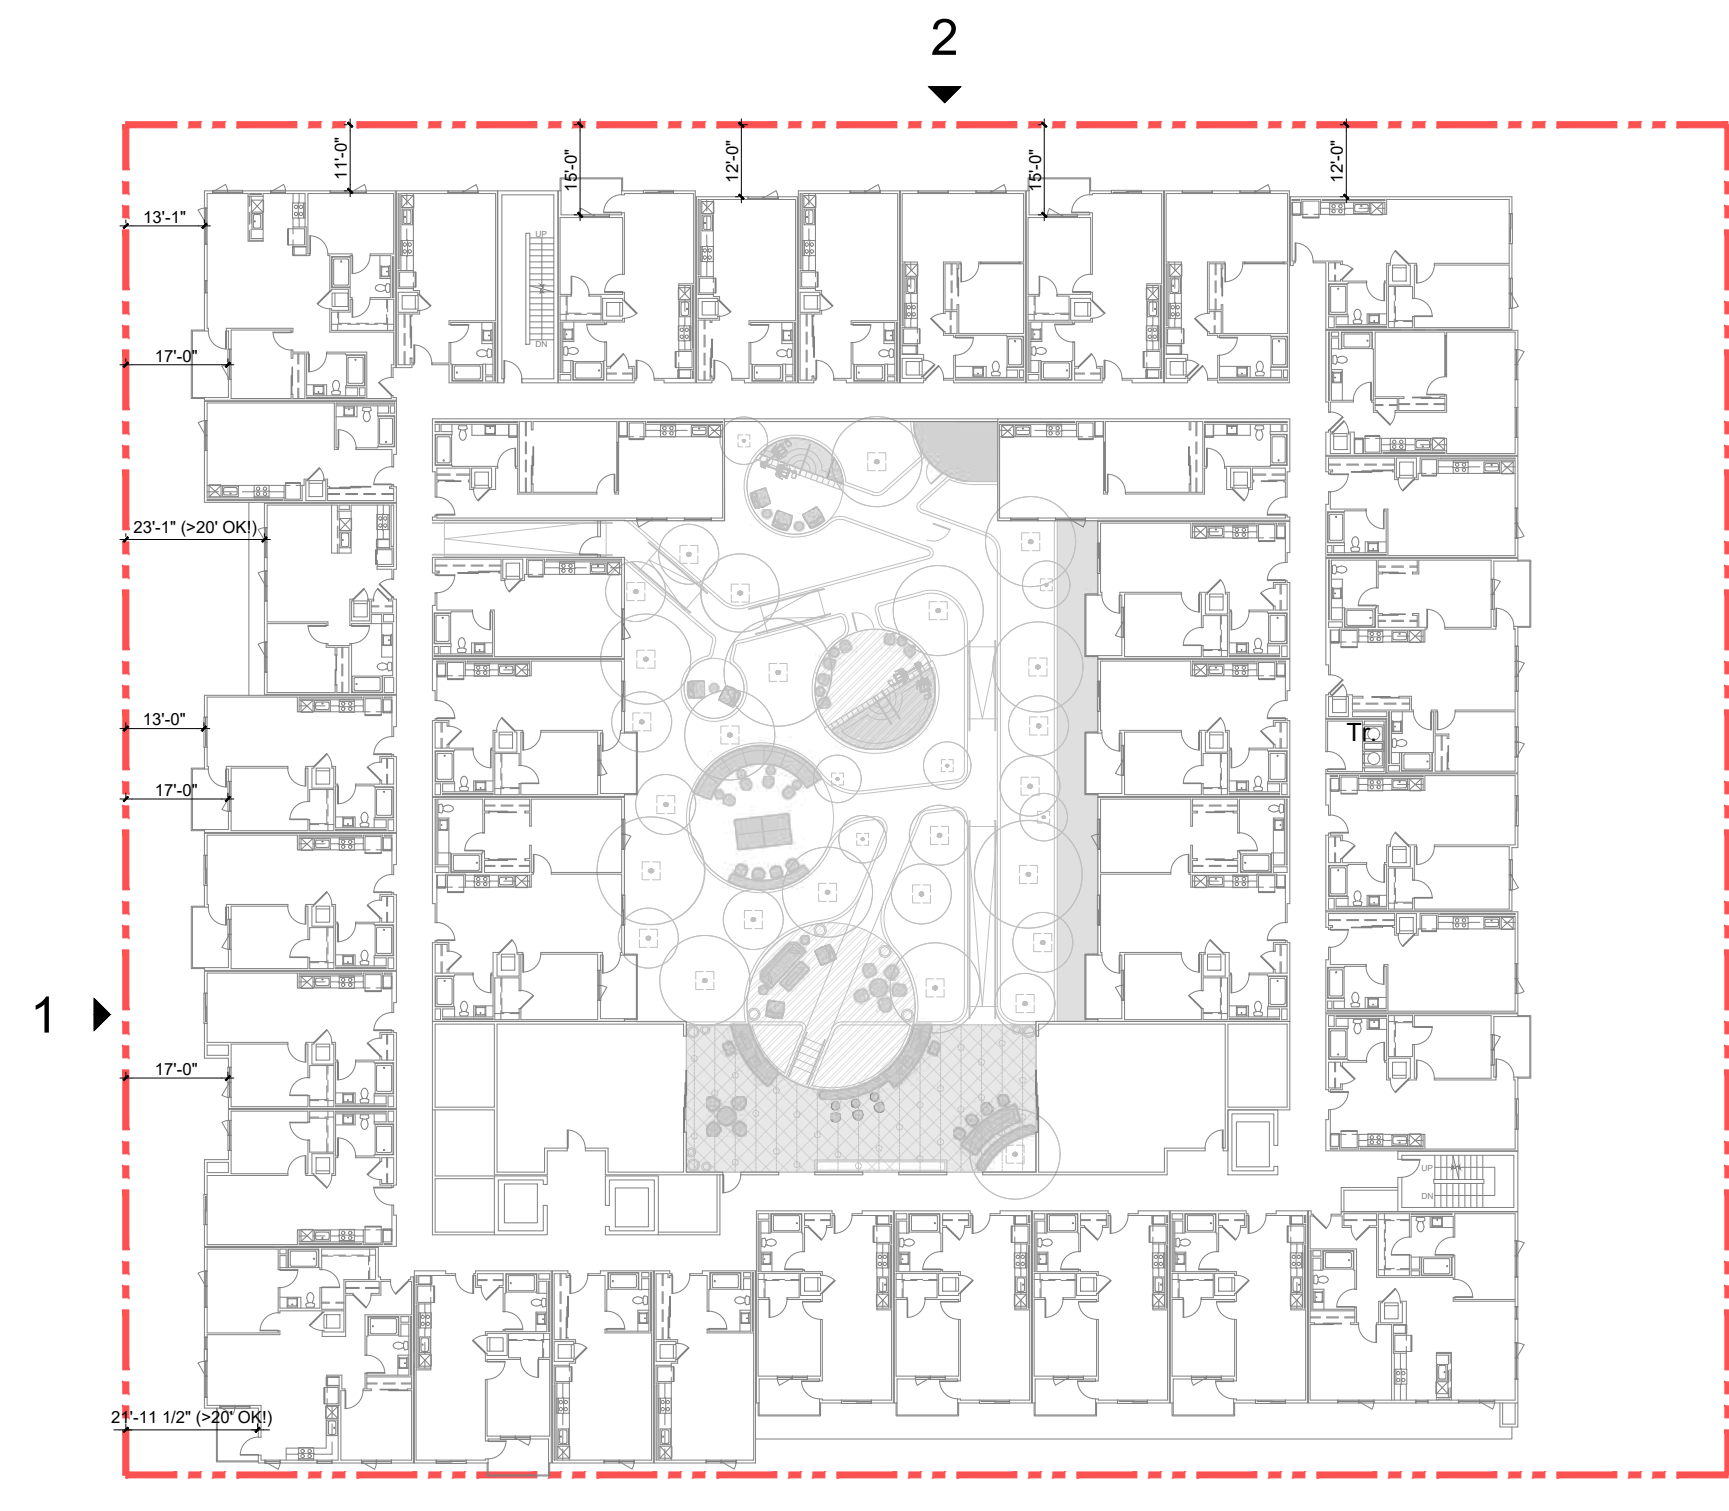 2
11'-0"
15'-0"
12'-0"
15'-0"
12'-0"
13'-1"
UP
DN
17'-0"
23'-1" (>20' OK!)
13'-0"
Tr.
17'-0"
1
17'-0"
UP
DN
21'-11 1/2" (>20' OK!)